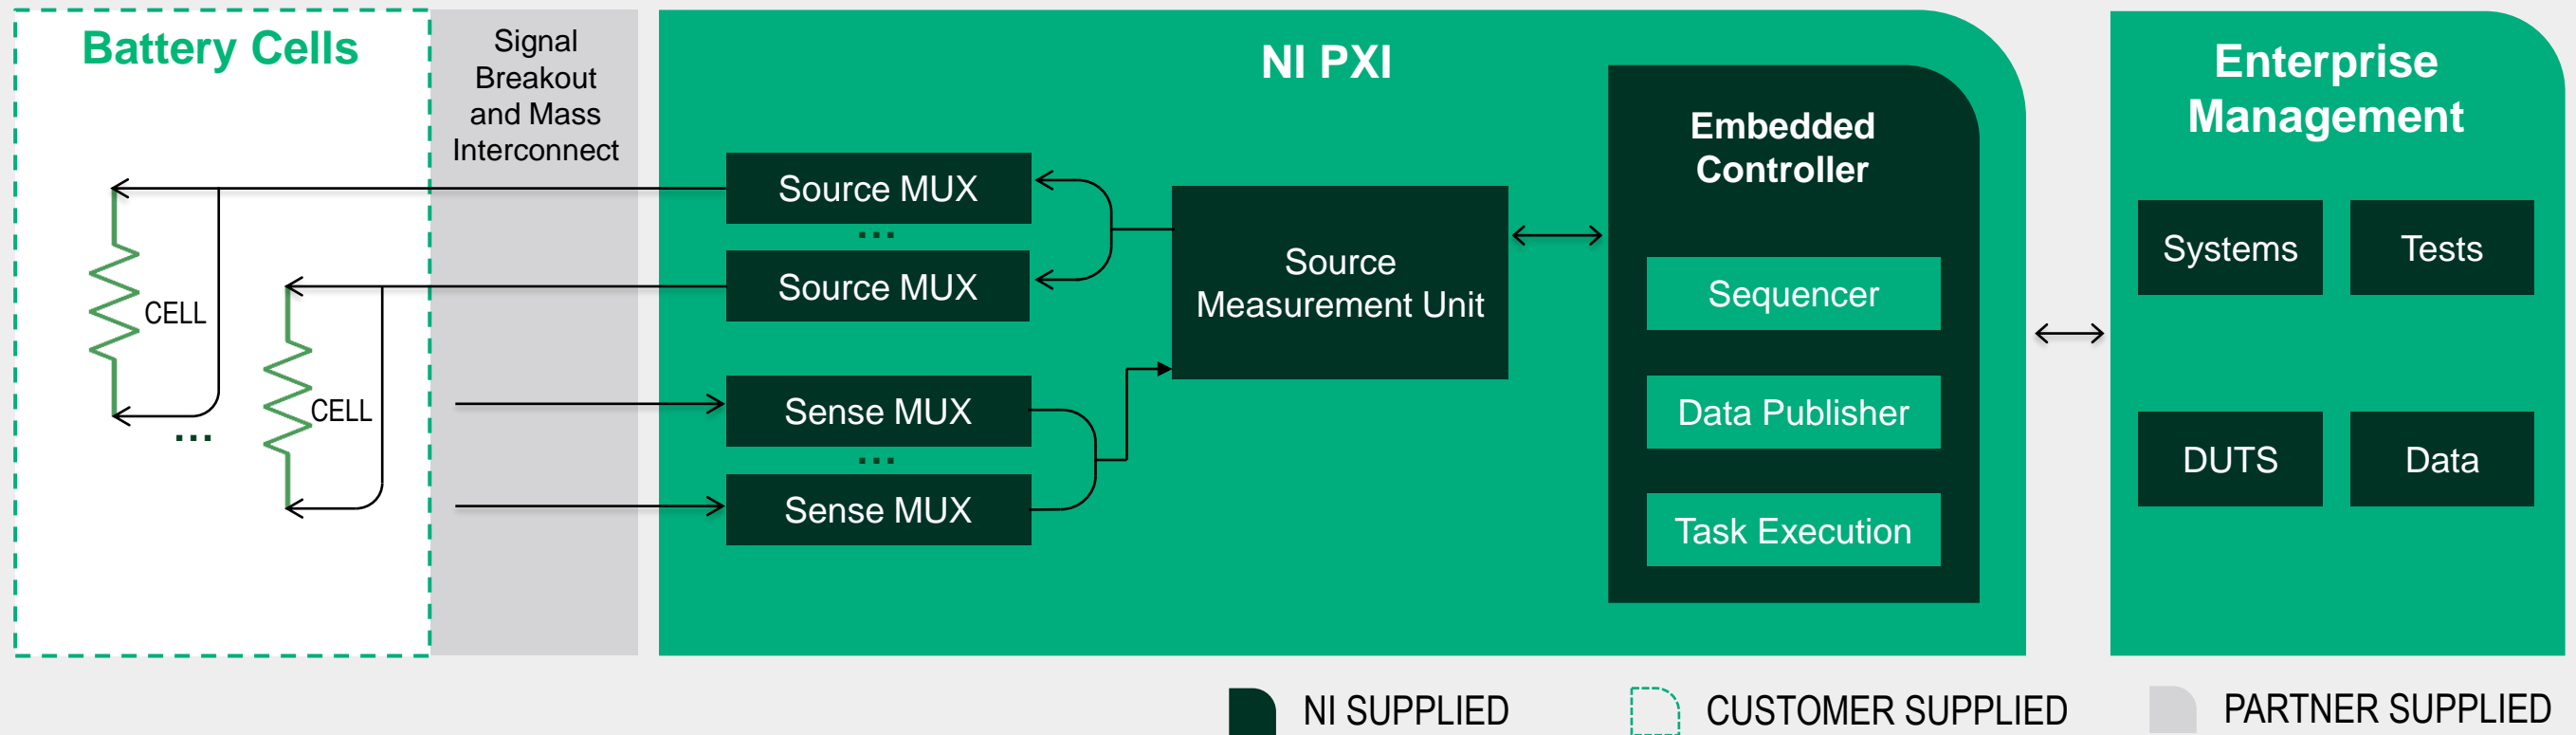 Battery Cells
CELL
CELL
...
Signal
Breakout
and Mass
Interconnect
NI PXI
Source MUX
...
Source MUX
Sense MUX
...
Sense MUX
Source
Measurement Unit
Embedded
Controller
Sequencer
Data Publisher
Task Execution
Enterprise
Management
Systems
Tests
DUTS
Data
NI SUPPLIED
CUSTOMER SUPPLIED
PARTNER SUPPLIED